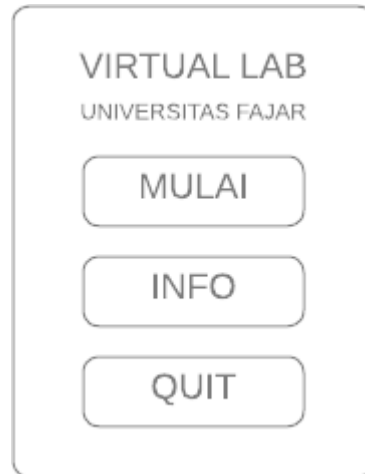 VIRTUAL LAB
UNIVERSITAS FAJAR
MULAI
INFO
QUIT